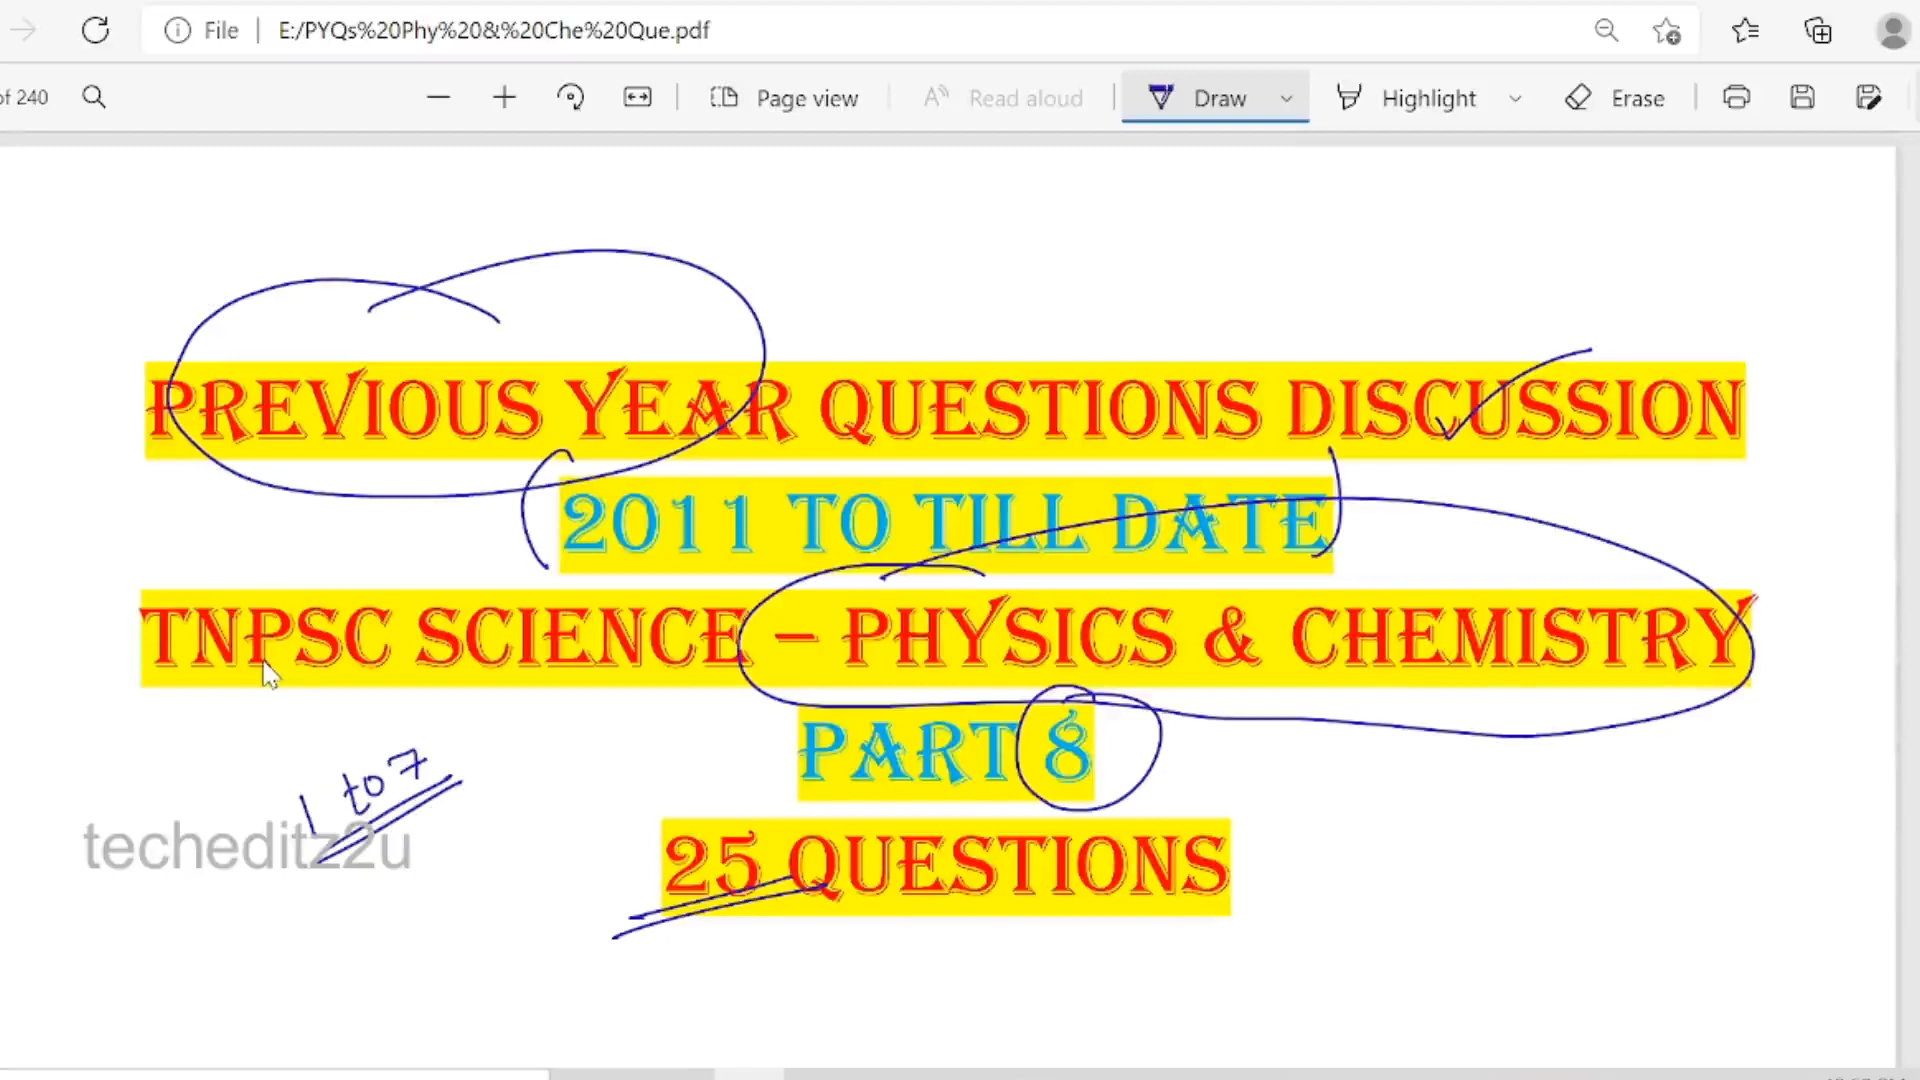 File E:/PYQs%20Phy%20&%20Che%20Que.pdf
of 240 Page view Read aloud Draw Highlight Erase
PREVIOUS YEAR QUESTIONS DISCUSSION
2011 TO TILL DATE
TNPSC SCIENCE – PHYSICS & CHEMISTRY
PART 8
1 to 7
techeditz2u
25 QUESTIONS